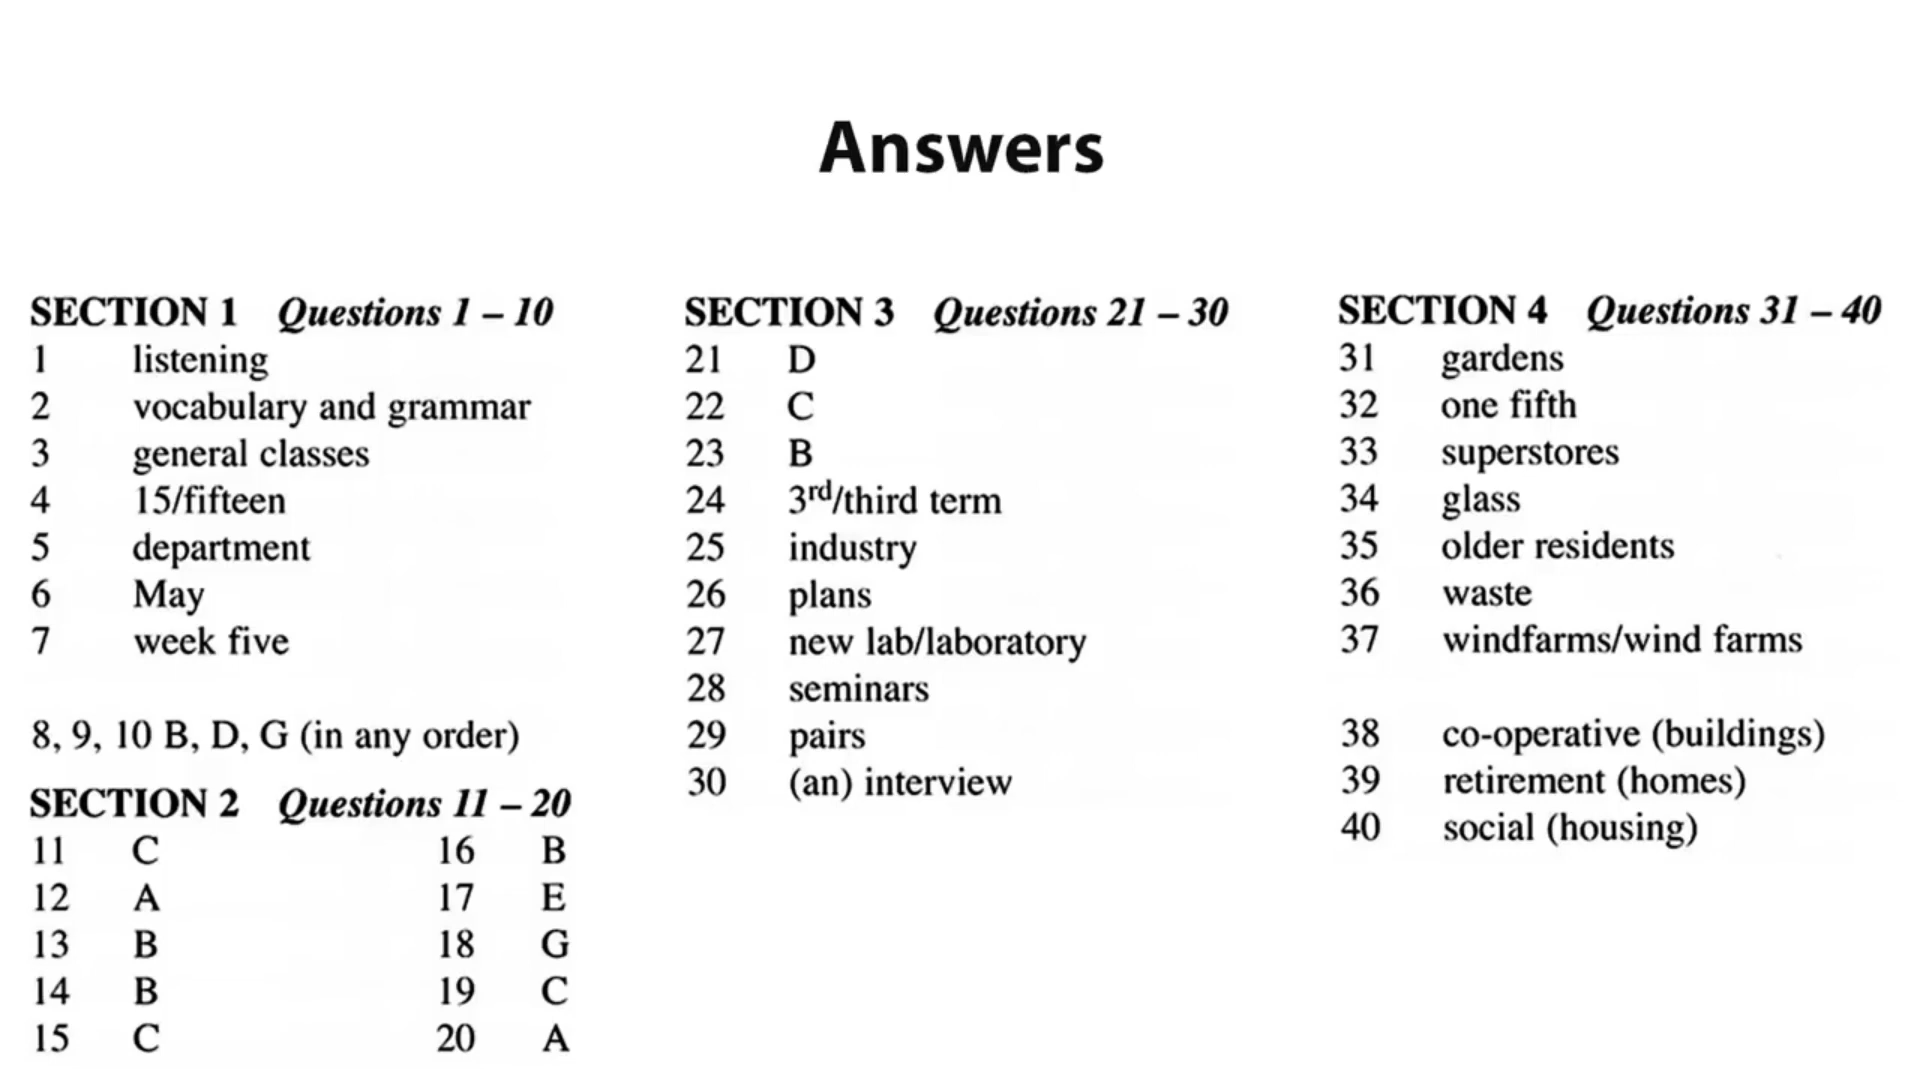 Answers
SECTION 1 Questions 1 – 10
1 listening
2 vocabulary and grammar
3 general classes
4 15/fifteen
5 department
6 May
7 week five
8, 9, 10 B, D, G (in any order)
SECTION 2 Questions 11 – 20
11 C 16 B
12 A 17 E
13 B 18 G
14 B 19 C
15 C 20 A
SECTION 3 Questions 21 – 30
21 D
22 C
23 B
24 3rd/third term
25 industry
26 plans
27 new lab/laboratory
28 seminars
29 pairs
30 (an) interview
SECTION 4 Questions 31 – 40
31 gardens
32 one fifth
33 superstores
34 glass
35 older residents
36 waste
37 windfarms/wind farms
38 co-operative (buildings)
39 retirement (homes)
40 social (housing)